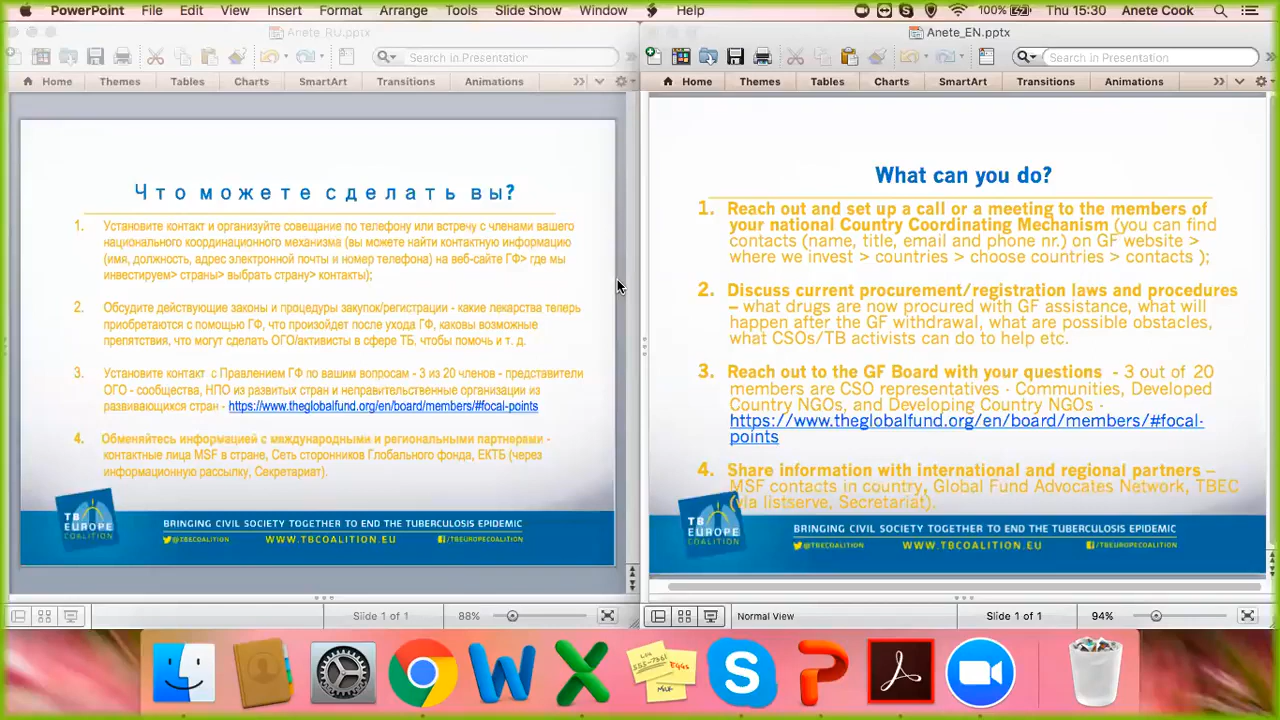 PowerPoint File Edit View Insert Format Arrange Tools Slide Show Window Help 100% Thu 15:30 Anete Cook
Anete_RU.pptx
Search in Presentation
Home Themes Tables Charts SmartArt Transitions Animations
Что можете сделать вы?
1. Установите контакт и организуйте совещание по телефону или встречу с членами вашего
национального координационного механизма (вы можете найти контактную информацию
(имя, должность, адрес электронной почты и номер телефона) на веб-сайте ГФ> где мы
инвестируем> страны> выбрать страну> контакты);
2. Обсудите действующие законы и процедуры закупок/регистрации - какие лекарства теперь
приобретаются с помощью ГФ, что произойдет после ухода ГФ, каковы возможные
препятствия, что могут сделать ОГО/активисты в сфере ТБ, чтобы помочь и т. д.
3. Установите контакт с Правлением ГФ по вашим вопросам - 3 из 20 членов - представители
ОГО - сообщества, НПО из развитых стран и неправительственные организации из
развивающихся стран - https://www.theglobalfund.org/en/board/members/#focal-points
4. Обменяйтесь информацией с международными и региональными партнерами -
контактные лица MSF в стране, Сеть сторонников Глобального фонда, ЕКТБ (через
информационную рассылку, Секретариат).
TB
EUROPE
COALITION
BRINGING CIVIL SOCIETY TOGETHER TO END THE TUBERCULOSIS EPIDEMIC
@TBECOALITION WWW.TBCOALITION.EU /TBEUROPECOALITION
Slide 1 of 1 88%
Anete_EN.pptx
Search in Presentation
Home Themes Tables Charts SmartArt Transitions Animations
What can you do?
1. Reach out and set up a call or a meeting to the members of
your national Country Coordinating Mechanism (you can find
contacts (name, title, email and phone nr.) on GF website >
where we invest > countries > choose countries > contacts );
2. Discuss current procurement/registration laws and procedures
– what drugs are now procured with GF assistance, what will
happen after the GF withdrawal, what are possible obstacles,
what CSOs/TB activists can do to help etc.
3. Reach out to the GF Board with your questions - 3 out of 20
members are CSO representatives - Communities, Developed
Country NGOs, and Developing Country NGOs -
https://www.theglobalfund.org/en/board/members/#focal-
points
4. Share information with international and regional partners –
MSF contacts in country, Global Fund Advocates Network, TBEC
(via listserve, Secretariat).
TB
EUROPE
COALITION
BRINGING CIVIL SOCIETY TOGETHER TO END THE TUBERCULOSIS EPIDEMIC
@TBECOALITION WWW.TBCOALITION.EU /TBEUROPECOALITION
Normal View Slide 1 of 1 94%